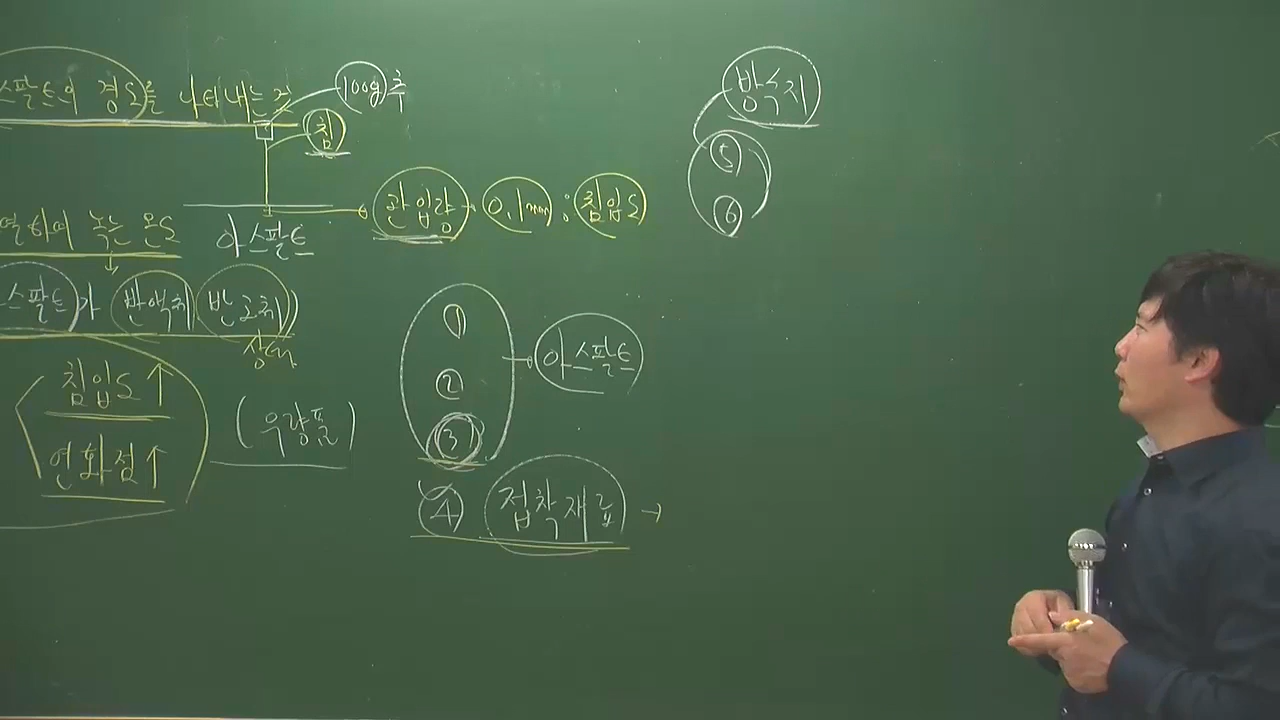 스팔트의 경도를 나타내는 것
100g 추
침
관입량 → 0.1mm : 침입도
열하여 녹는 온도
아스팔트
스팔트가 반액체 반고체)
상태
침입도 ↑
연화점 ↑
(우량품)
①
②
③
아스팔트
④ 접착재료 →
방수지
⑤
⑥